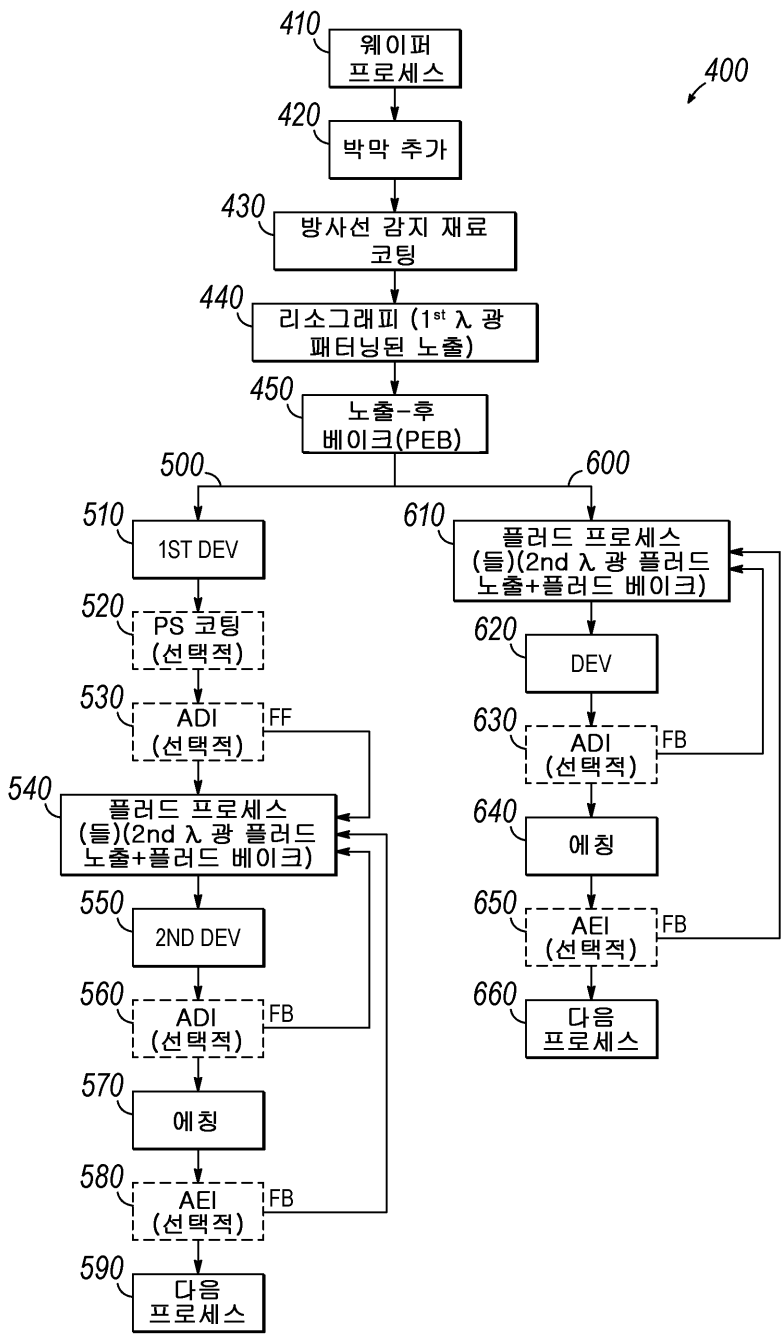 410
웨이퍼
프로세스
400
420
박막 추가
430
방사선 감지 재료
코팅
440
리소그래피 (1st λ 광
패터닝된 노출)
450
노출-후
베이크(PEB)
500
600
510
1ST DEV
520
PS 코팅
(선택적)
530
ADI
(선택적)
FF
540
플러드 프로세스
(들)(2nd λ 광 플러드
노출+플러드 베이크)
550
2ND DEV
560
ADI
(선택적)
FB
570
에칭
580
AEI
(선택적)
FB
590
다음
프로세스
610
플러드 프로세스
(들)(2nd λ 광 플러드
노출+플러드 베이크)
620
DEV
630
ADI
(선택적)
FB
640
에칭
650
AEI
(선택적)
FB
660
다음
프로세스